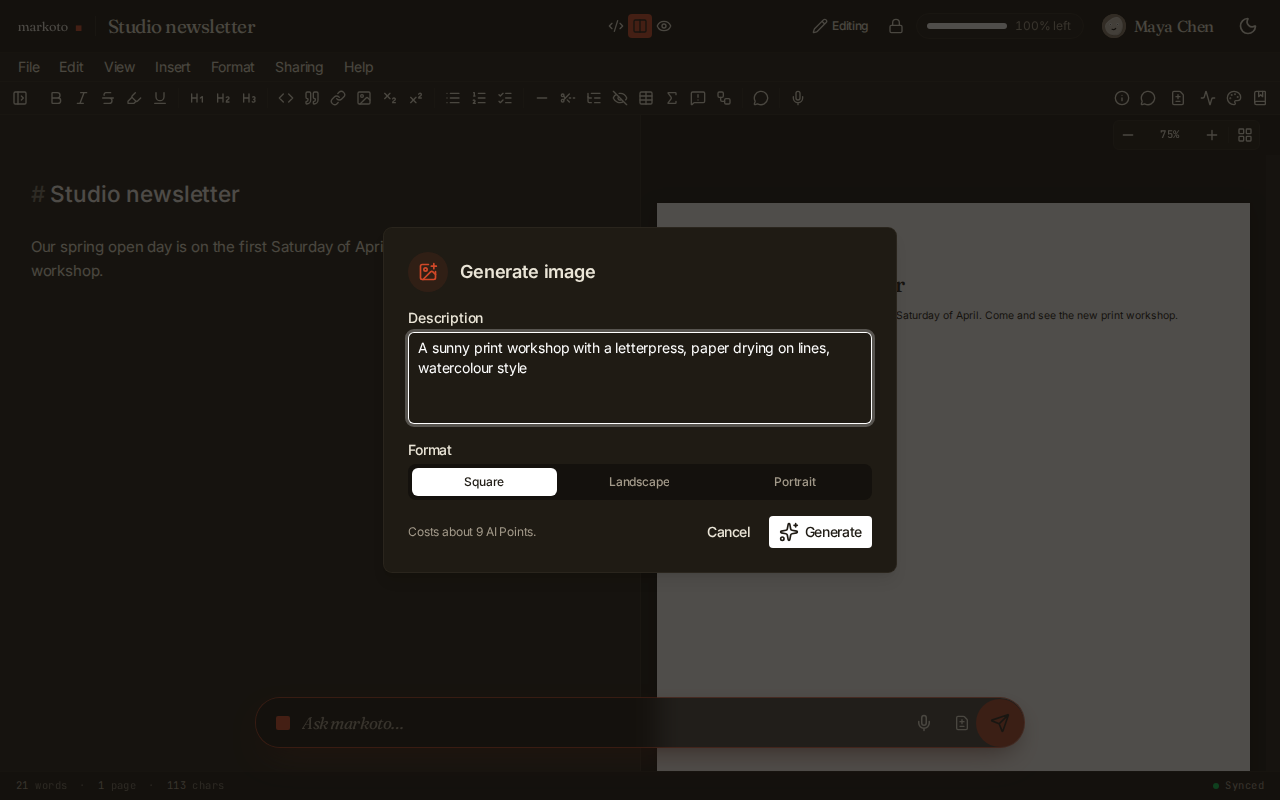 markoto
Studio newsletter
Editing
100% left
Maya Chen
File Edit View Insert Format Sharing Help
B I S U H1 H2 H3 x2 x2 Σ
75%
# Studio newsletter
Our spring open day is on the first Saturday of Apri
workshop.
r
Saturday of April. Come and see the new print workshop.
Generate image
Description
A sunny print workshop with a letterpress, paper drying on lines,
watercolour style
Format
Square Landscape Portrait
Costs about 9 AI Points.
Cancel
Generate
Ask markoto...
21 words · 1 page · 113 chars
Synced